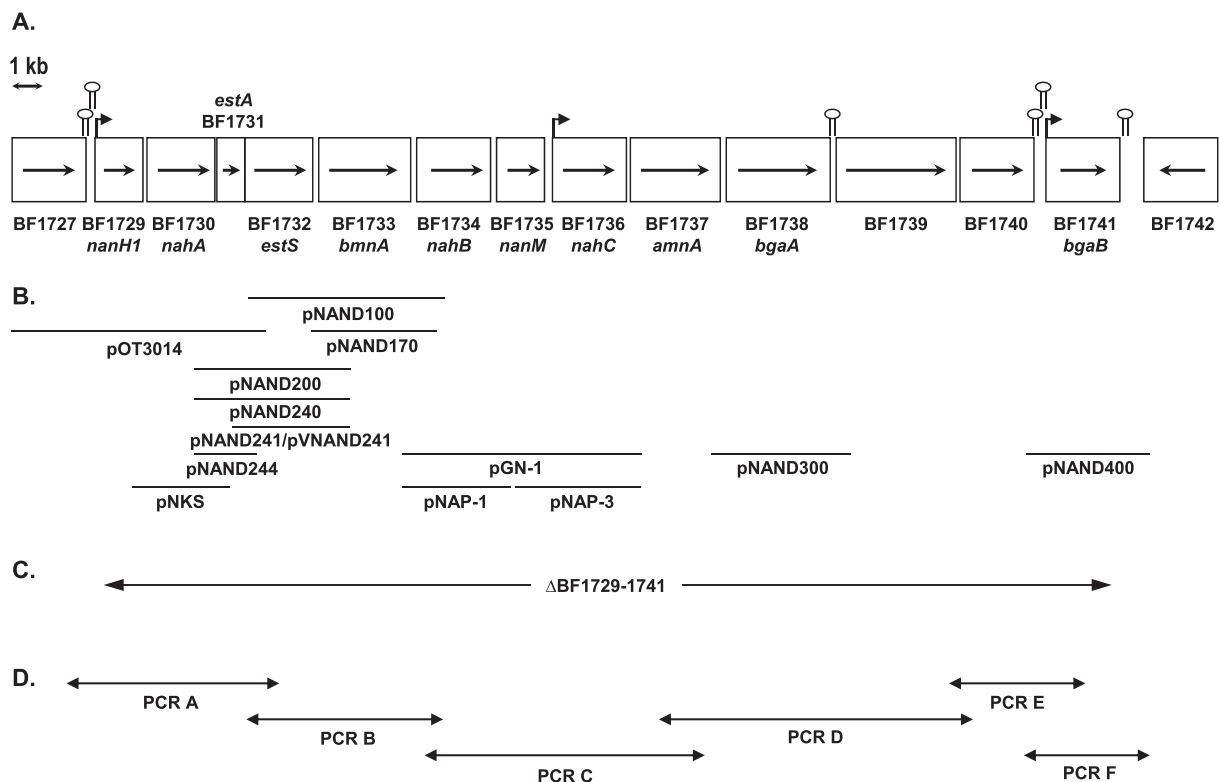 A.
1 kb
estA
BF1731
BF1727 BF1729 BF1730 BF1732 BF1733 BF1734 BF1735 BF1736 BF1737 BF1738 BF1739 BF1740 BF1741 BF1742
nanH1 nahA estS bmnA nahB nanM nahC amnA bgaA bgaB
B.
pNAND100
pOT3014 pNAND170
pNAND200
pNAND240
pNAND241/pVNAND241
pNAND244 pGN-1 pNAND300 pNAND400
pNKS pNAP-1 pNAP-3
C.
ΔBF1729-1741
D.
PCR A PCR E
PCR B PCR D
PCR C PCR F